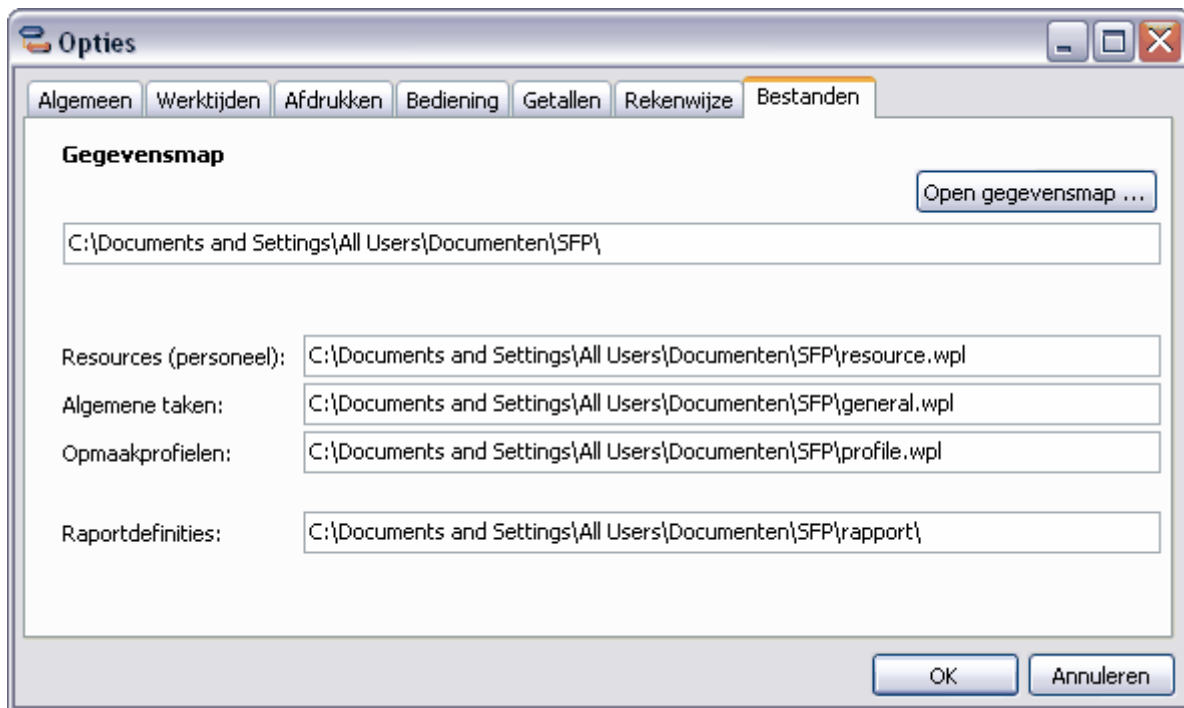 Opties
Algemeen Werktijden Afdrukken Bediening Getallen Rekenwijze Bestanden
Gegevensmap
Open gegevensmap ...
C:\Documents and Settings\All Users\Documenten\SFP\
Resources (personeel): C:\Documents and Settings\All Users\Documenten\SFP\resource.wpl
Algemene taken: C:\Documents and Settings\All Users\Documenten\SFP\general.wpl
Opmaakprofielen: C:\Documents and Settings\All Users\Documenten\SFP\profile.wpl
Raportdefinities: C:\Documents and Settings\All Users\Documenten\SFP\rapport\
OK Annuleren